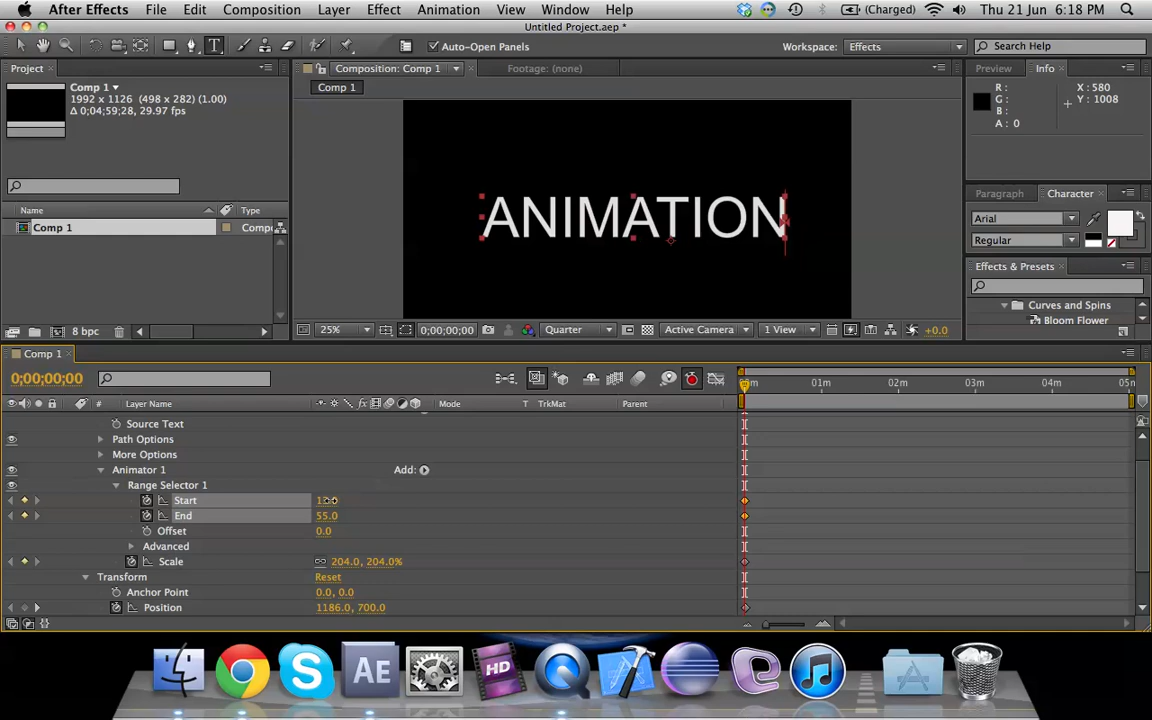 After Effects File Edit Composition Layer Effect Animation View Window Help (Charged) Thu 21 Jun 6:18 PM
Untitled Project.aep *
Auto-Open Panels Workspace: Effects Search Help
Project Composition: Comp 1 Footage: (none) Preview Info
Comp 1
1992 x 1126 (498 x 282) (1.00)
Δ 0;04;59;28, 29.97 fps
Comp 1
R :
G :
B :
A : 0
X : 580
Y : 1008
ANIMATION
Paragraph Character
Arial
Regular
Name Type
Comp 1 Compo
Effects & Presets
Curves and Spins
Bloom Flower
8 bpc
25% 0;00;00;00 Quarter Active Camera 1 View +0.0
Comp 1
0;00;00;00
01m 02m 03m 04m
# Layer Name Mode T TrkMat Parent
Source Text
Path Options
More Options
Animator 1 Add:
Range Selector 1
Start
End 55.0
Offset 0.0
Advanced
Scale 204.0, 204.0%
Transform Reset
Anchor Point 0.0, 0.0
Position 1186.0, 700.0
AE HD